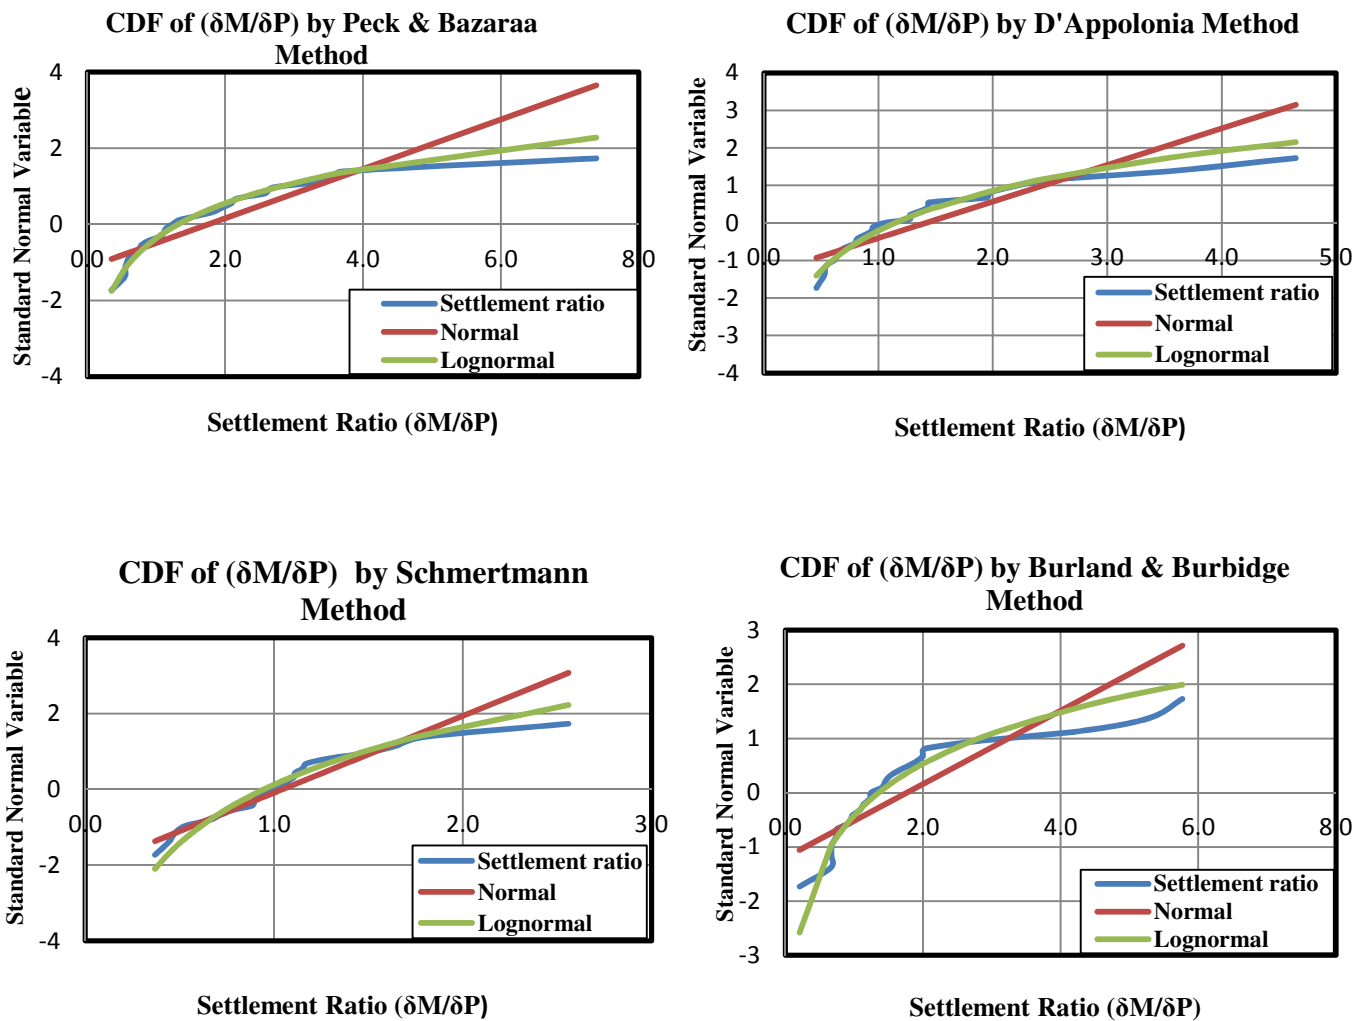 CDF of (δM/δP) by Peck & Bazaraa
Method
Standard Normal Variable
4
2
0
-2
-4
0.0
2.0
4.0
6.0
8.0
Settlement ratio
Normal
Lognormal
Settlement Ratio (δM/δP)
CDF of (δM/δP) by D'Appolonia Method
Standard Normal Variable
4
3
2
1
0
-1
-2
-3
-4
0.0
1.0
2.0
3.0
4.0
5.0
Settlement ratio
Normal
Lognormal
Settlement Ratio (δM/δP)
CDF of (δM/δP) by Schmertmann
Method
Standard Normal Variable
4
2
0
-2
-4
0.0
1.0
2.0
3.0
Settlement ratio
Normal
Lognormal
Settlement Ratio (δM/δP)
CDF of (δM/δP) by Burland & Burbidge
Method
Standard Normal Variable
3
2
1
0
-1
-2
-3
0.0
2.0
4.0
6.0
8.0
Settlement ratio
Normal
Lognormal
Settlement Ratio (δM/δP)